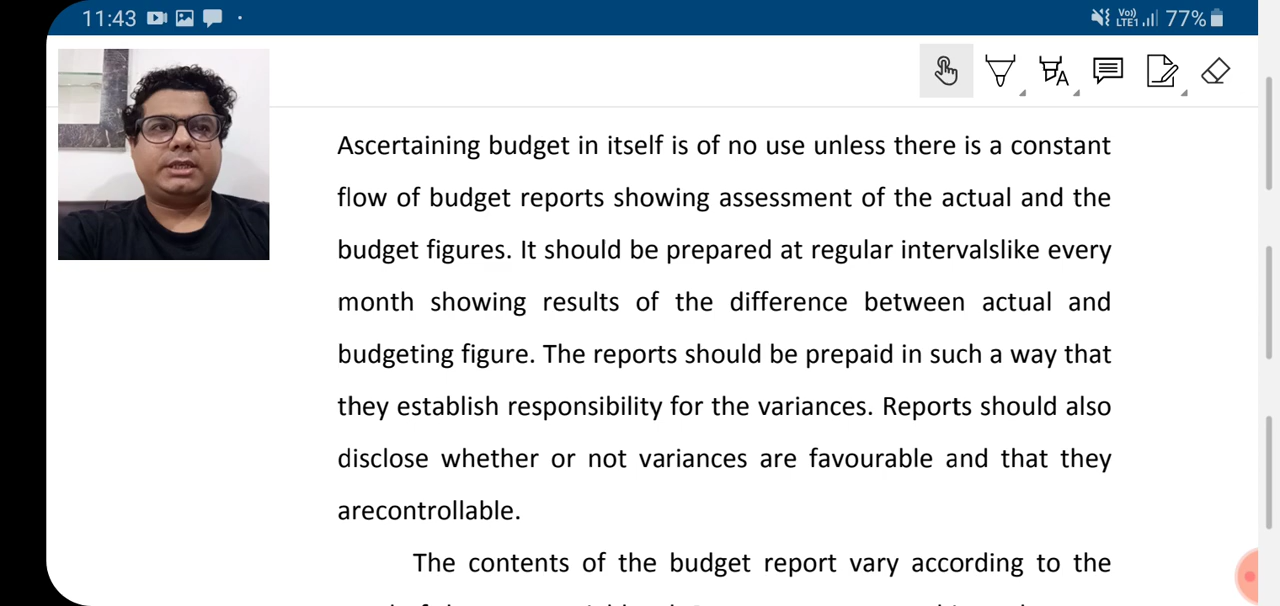 11:43
Vo))
LTE1
77%
A
Ascertaining budget in itself is of no use unless there is a constant
flow of budget reports showing assessment of the actual and the
budget figures. It should be prepared at regular intervalslike every
month showing results of the difference between actual and
budgeting figure. The reports should be prepaid in such a way that
they establish responsibility for the variances. Reports should also
disclose whether or not variances are favourable and that they
arecontrollable.
The contents of the budget report vary according to the